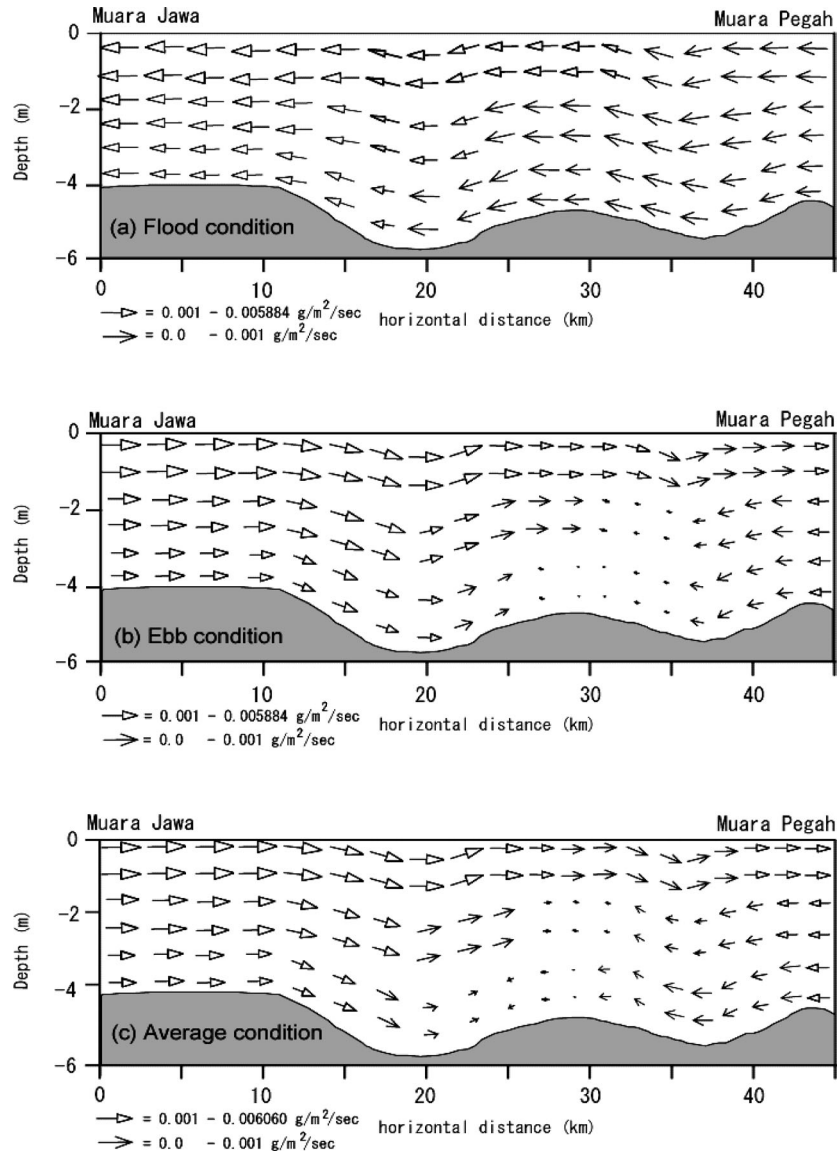 Muara Jawa Muara Pegah
0
-2
-4
-6
Depth (m)
(a) Flood condition
0 10 20 30 40
= 0.001 - 0.005884 g/m²/sec
horizontal distance (km)
= 0.0 - 0.001 g/m²/sec
Muara Jawa Muara Pegah
0
-2
-4
-6
Depth (m)
(b) Ebb condition
0 10 20 30 40
= 0.001 - 0.005884 g/m²/sec
horizontal distance (km)
= 0.0 - 0.001 g/m²/sec
Muara Jawa Muara Pegah
0
-2
-4
-6
Depth (m)
(c) Average condition
0 10 20 30 40
= 0.001 - 0.006060 g/m²/sec
horizontal distance (km)
= 0.0 - 0.001 g/m²/sec